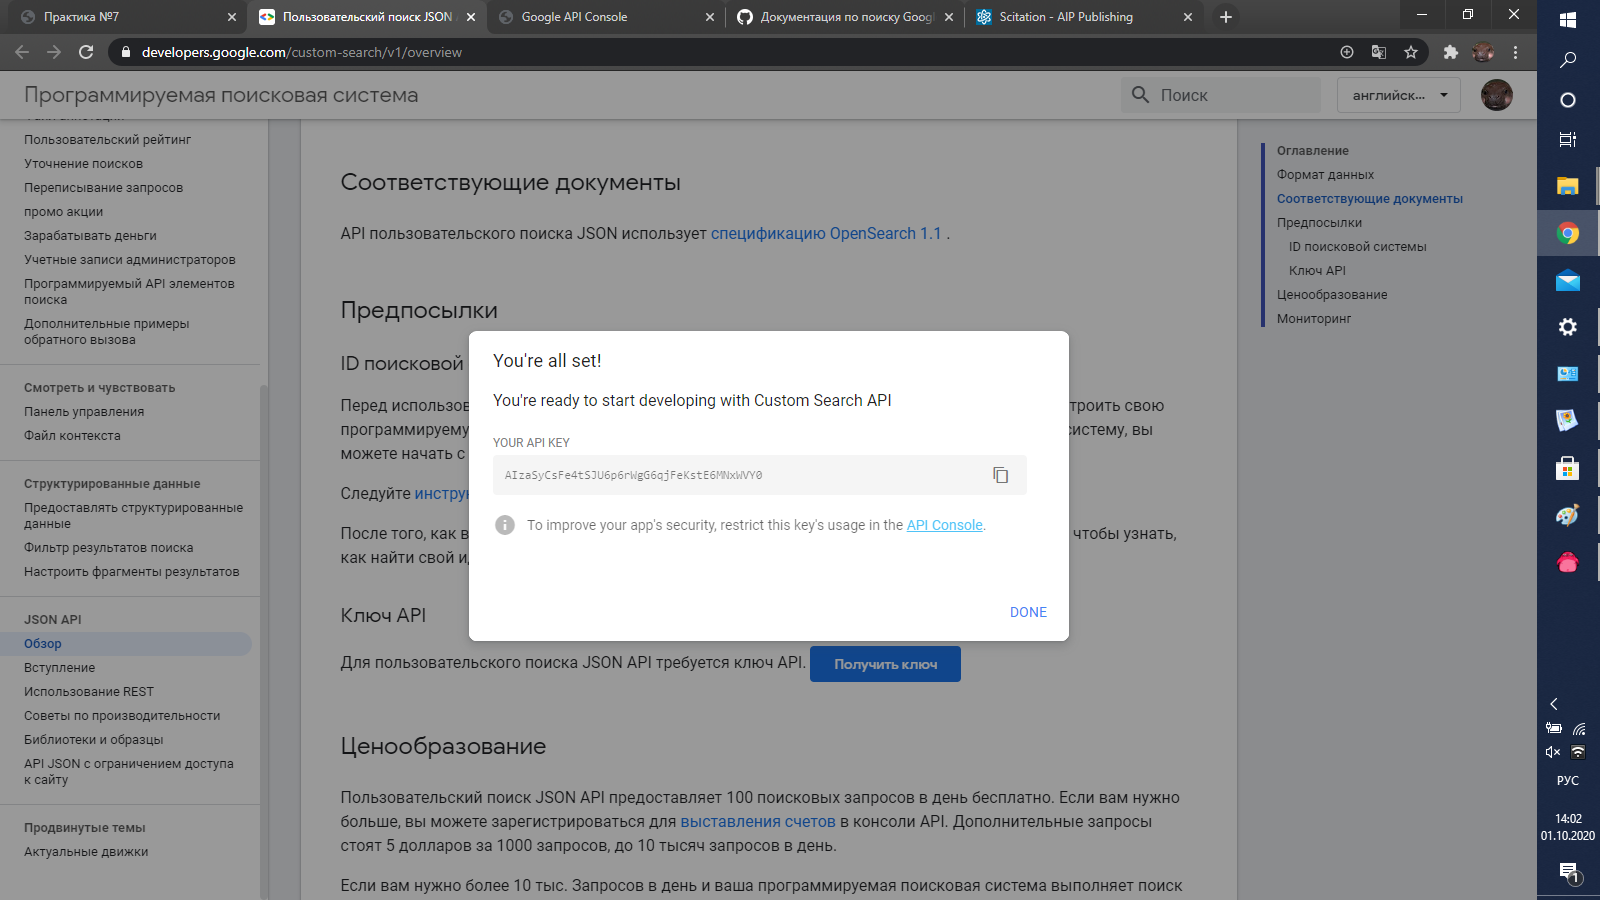 Практика №7
Пользовательский поиск JSON
Google API Console
Документация по поиску Googl
Scitation - AIP Publishing
developers.google.com/custom-search/v1/overview
Программируемая поисковая система
Поиск
английск...
Пользовательский рейтинг
Уточнение поисков
Переписывание запросов
промо акции
Зарабатывать деньги
Учетные записи администраторов
Программируемый API элементов
поиска
Дополнительные примеры
обратного вызова
Смотреть и чувствовать
Панель управления
Файл контекста
Структурированные данные
Предоставлять структурированные
данные
Фильтр результатов поиска
Настроить фрагменты результатов
JSON API
Обзор
Вступление
Использование REST
Советы по производительности
Библиотеки и образцы
API JSON с ограничением доступа
к сайту
Продвинутые темы
Актуальные движки
Соответствующие документы
API пользовательского поиска JSON использует спецификацию OpenSearch 1.1 .
Предпосылки
ID поисковой
Перед использов
троить свою
программируему
систему, вы
можете начать с
Следуйте инстру
После того, как в
чтобы узнать,
как найти свой и
You're all set!
You're ready to start developing with Custom Search API
YOUR API KEY
AIzaSyCsFe4tSJU6p6rWgG6qjFeKstE6MNxWVY0
To improve your app's security, restrict this key's usage in the API Console.
DONE
Ключ API
Для пользовательского поиска JSON API требуется ключ API. Получить ключ
Ценообразование
Пользовательский поиск JSON API предоставляет 100 поисковых запросов в день бесплатно. Если вам нужно
больше, вы можете зарегистрироваться для выставления счетов в консоли API. Дополнительные запросы
стоят 5 долларов за 1000 запросов, до 10 тысяч запросов в день.
Если вам нужно более 10 тыс. Запросов в день и ваша программируемая поисковая система выполняет поиск
Оглавление
Формат данных
Соответствующие документы
Предпосылки
ID поисковой системы
Ключ API
Ценообразование
Мониторинг
РУС
14:02
01.10.2020
1